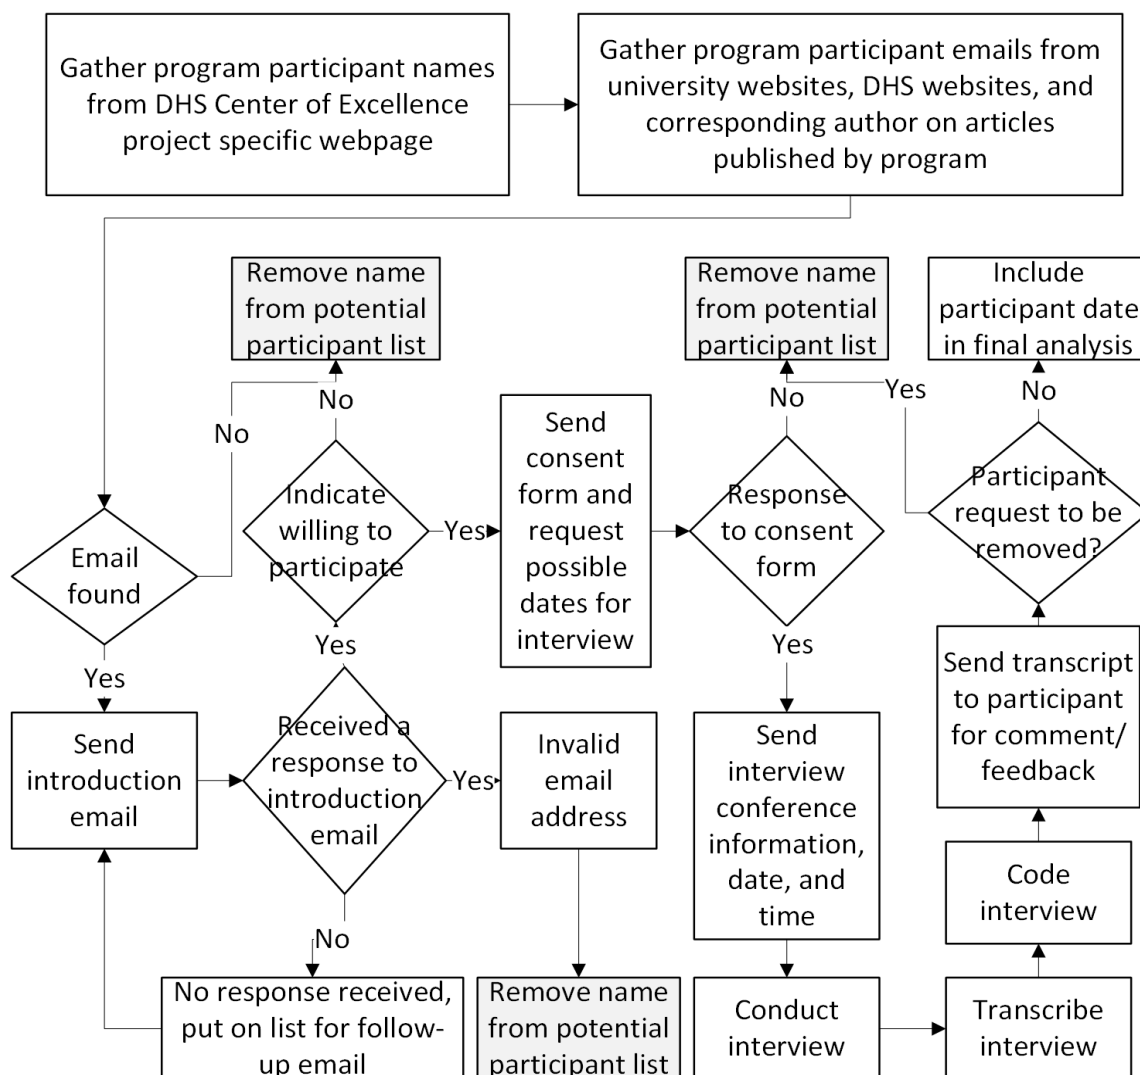 Gather program participant names
from DHS Center of Excellence
project specific webpage
Gather program participant emails from
university websites, DHS websites, and
corresponding author on articles
published by program
Remove name
from potential
participant list
Remove name
from potential
participant list
Include
participant date
in final analysis
No
No
No
Yes
No
Email
found
Indicate
willing to
participate
Yes
Send
consent
form and
request
possible
dates for
interview
Response
to consent
form
Participant
request to be
removed?
Yes
Yes
Yes
Send
introduction
email
Received a
response to
introduction
email
Yes
Invalid
email
address
Send
interview
conference
information,
date, and
time
Send transcript
to participant
for comment/
feedback
Code
interview
No
No response received,
put on list for follow-
up email
Remove name
from potential
participant list
Conduct
interview
Transcribe
interview